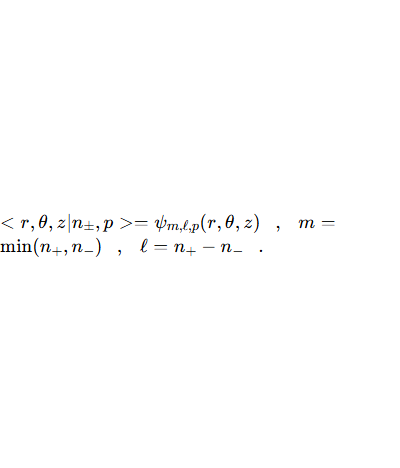 < r, θ, z|n±, p >= ψₘ,ℓ,ₚ(r, θ, z) , m =
min(n₊, n₋) , ℓ = n₊ − n₋ .